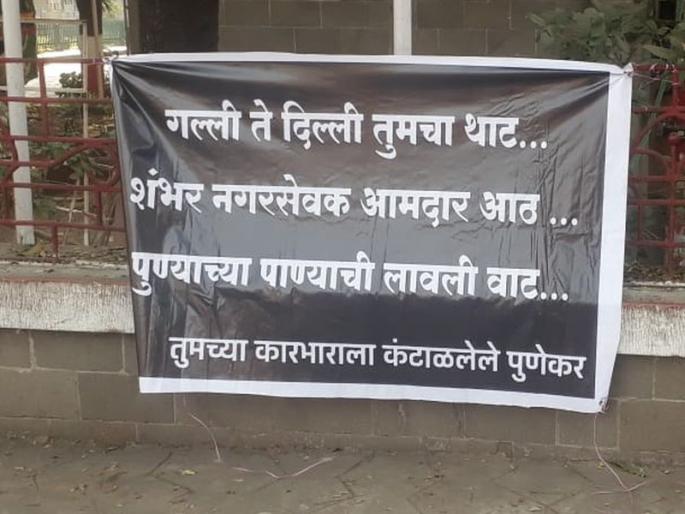 गल्ली ते दिल्ली तुमचा थाट...
शंभर नगरसेवक आमदार आठ ...
पुण्याच्या पाण्याची लावली वाट...
तुमच्या कारभाराला कंटाळलेले पुणेकर